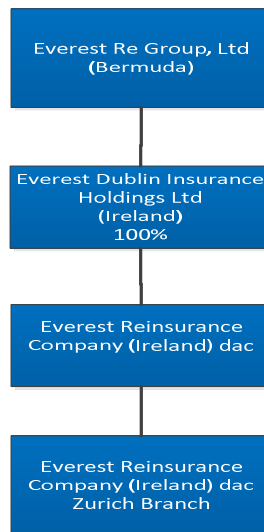 Everest Re Group, Ltd
(Bermuda)
Everest Dublin Insurance
Holdings Ltd
(Ireland)
100%
Everest Reinsurance
Company (Ireland) dac
Everest Reinsurance
Company (Ireland) dac
Zurich Branch